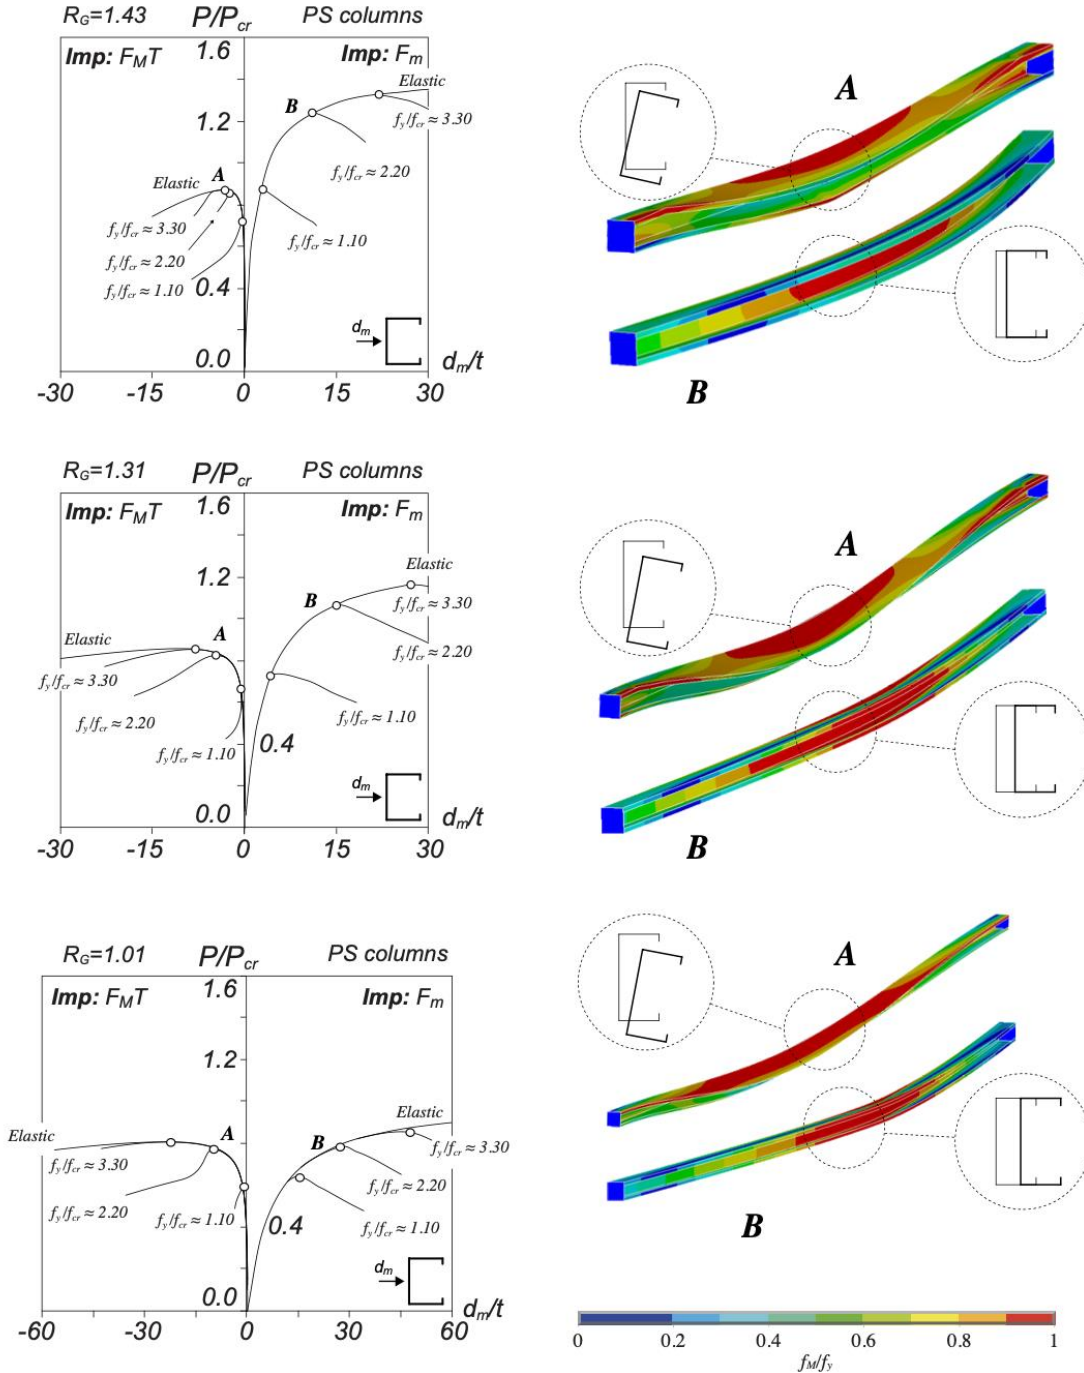 R_G=1.43 P/P_cr PS columns
1.6
Imp: F_MT Imp: F_m
Elastic
B
1.2
f_y/f_cr ≈ 3.30
A
f_y/f_cr ≈ 2.20
Elastic
f_y/f_cr ≈ 3.30
f_y/f_cr ≈ 1.10
f_y/f_cr ≈ 2.20
f_y/f_cr ≈ 1.10
0.4
d_m
0.0
d_m/t
-30 -15 0 15 30
A
B
R_G=1.31 P/P_cr PS columns
1.6
Imp: F_MT Imp: F_m
1.2
Elastic
B
f_y/f_cr ≈ 3.30
A
Elastic
f_y/f_cr ≈ 2.20
f_y/f_cr ≈ 3.30
f_y/f_cr ≈ 2.20
f_y/f_cr ≈ 1.10
f_y/f_cr ≈ 1.10
0.4
d_m
0.0
d_m/t
-30 -15 0 15 30
A
B
R_G=1.01 P/P_cr PS columns
1.6
Imp: F_MT Imp: F_m
1.2
Elastic
Elastic
A
B
f_y/f_cr ≈ 3.30
f_y/f_cr ≈ 3.30
f_y/f_cr ≈ 2.20
f_y/f_cr ≈ 2.20
f_y/f_cr ≈ 1.10
0.4
f_y/f_cr ≈ 1.10
d_m
0.0
d_m/t
-60 -30 0 30 60
A
B
0 0.2 0.4 0.6 0.8 1
f_M/f_y